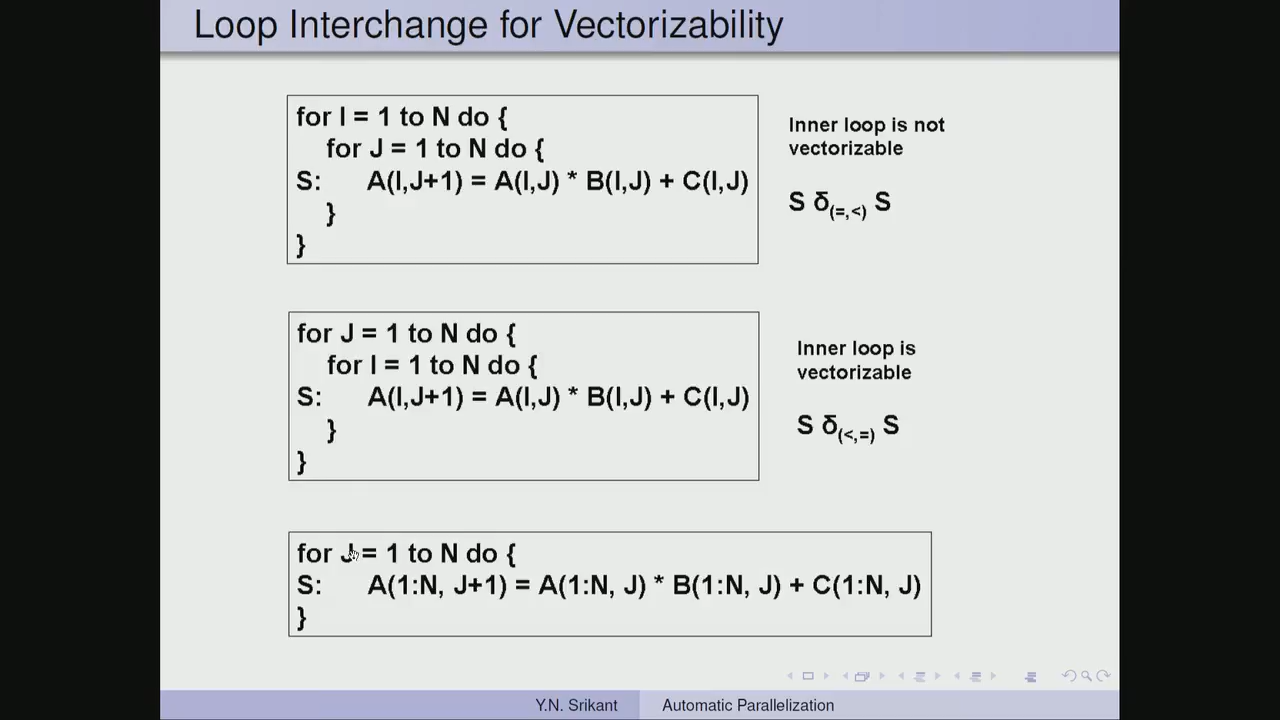 Loop Interchange for Vectorizability
for I = 1 to N do {
for J = 1 to N do {
S: A(I,J+1) = A(I,J) * B(I,J) + C(I,J)
}
}
Inner loop is not
vectorizable
S δ(=,<) S
for J = 1 to N do {
for I = 1 to N do {
S: A(I,J+1) = A(I,J) * B(I,J) + C(I,J)
}
}
Inner loop is
vectorizable
S δ(<,=) S
for J = 1 to N do {
S: A(1:N, J+1) = A(1:N, J) * B(1:N, J) + C(1:N, J)
}
Y.N. Srikant Automatic Parallelization